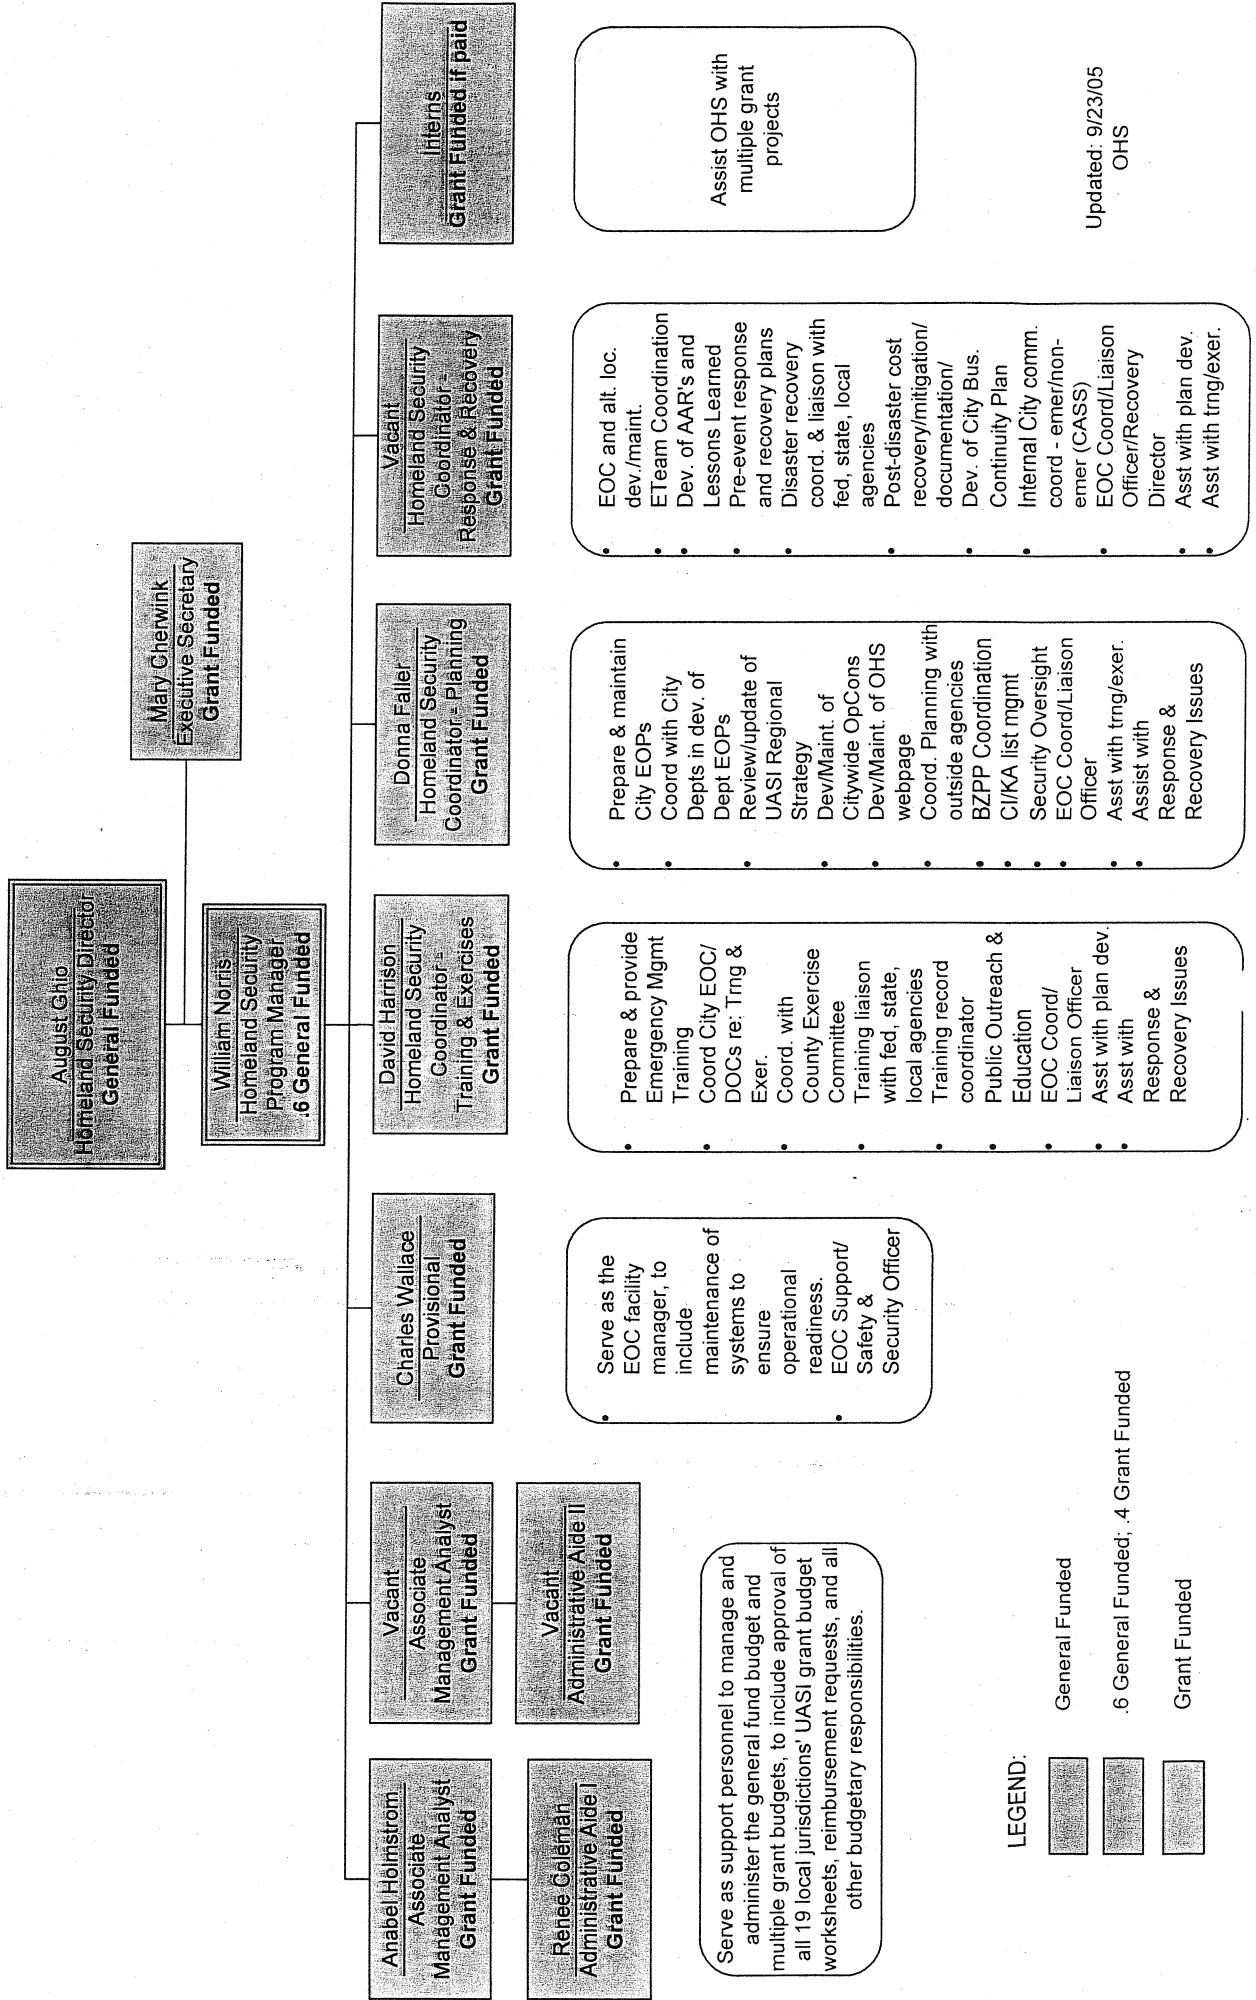 August Ghio
Homeland Security Director
General Funded
Mary Cherwink
Executive Secretary
Grant Funded
William Norris
Homeland Security
Program Manager
.6 General Funded
Anabel Holmstrom
Associate
Management Analyst
Grant Funded
Renee Coleman
Administrative Aide I
Grant Funded
Vacant
Associate
Management Analyst
Grant Funded
Vacant
Administrative Aide II
Grant Funded
Serve as support personnel to manage and
administer the general fund budget and
multiple grant budgets, to include approval of
all 19 local jurisdictions' UASI grant budget
worksheets, reimbursement requests, and all
other budgetary responsibilities.
Charles Wallace
Provisional
Grant Funded
• Serve as the
EOC facility
manager, to
include
maintenance of
systems to
ensure
operational
readiness.
• EOC Support/
Safety &
Security Officer
David Harrison
Homeland Security
Coordinator -
Training & Exercises
Grant Funded
• Prepare & provide
Emergency Mgmt
Training
• Coord City EOC/
DOCs re: Trng &
Exer.
• Coord. with
County Exercise
Committee
• Training liaison
with fed, state,
local agencies
• Training record
coordinator
• Public Outreach &
Education
• EOC Coord/
Liaison Officer
• Asst with plan dev.
• Asst with
Response &
Recovery Issues
Donna Faller
Homeland Security
Coordinator - Planning
Grant Funded
• Prepare & maintain
City EOPs
• Coord with City
Depts in dev. of
Dept EOPs
• Review/update of
UASI Regional
Strategy
• Dev/Maint. of
Citywide OpCons
• Dev/Maint. of OHS
webpage
• Coord. Planning with
outside agencies
• BZPP Coordination
• CI/KA list mgmt
• Security Oversight
• EOC Coord/Liaison
Officer
• Asst with trng/exer.
• Assist with
Response &
Recovery Issues
Vacant
Homeland Security
Coordinator -
Response & Recovery
Grant Funded
• EOC and alt. loc.
dev./maint.
• ETeam Coordination
• Dev. of AAR's and
Lessons Learned
• Pre-event response
and recovery plans
• Disaster recovery
coord. & liaison with
fed, state, local
agencies
• Post-disaster cost
recovery/mitigation/
documentation/
• Dev. of City Bus.
Continuity Plan
• Internal City comm.
coord - emer/non-
emer (CASS)
• EOC Coord/Liaison
Officer/Recovery
Director
• Asst with plan dev.
• Asst with trng/exer.
Interns
Grant Funded if paid
Assist OHS with
multiple grant
projects
LEGEND:
General Funded
.6 General Funded; .4 Grant Funded
Grant Funded
Updated: 9/23/05
OHS